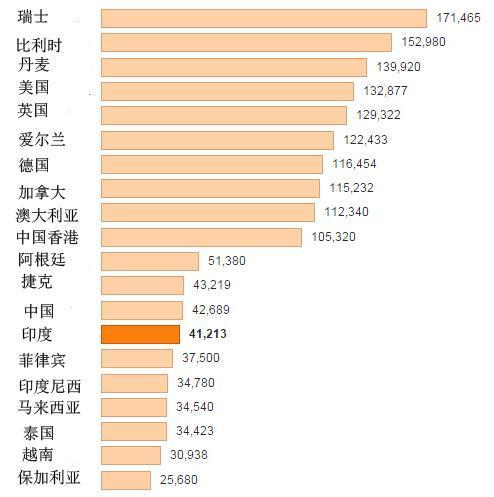 瑞士 171,465
比利时 152,980
丹麦 139,920
美国 132,877
英国 129,322
爱尔兰 122,433
德国 116,454
加拿大 115,232
澳大利亚 112,340
中国香港 105,320
阿根廷 51,380
捷克 43,219
中国 42,689
印度 41,213
菲律宾 37,500
印度尼西 34,780
马来西亚 34,540
泰国 34,423
越南 30,938
保加利亚 25,680